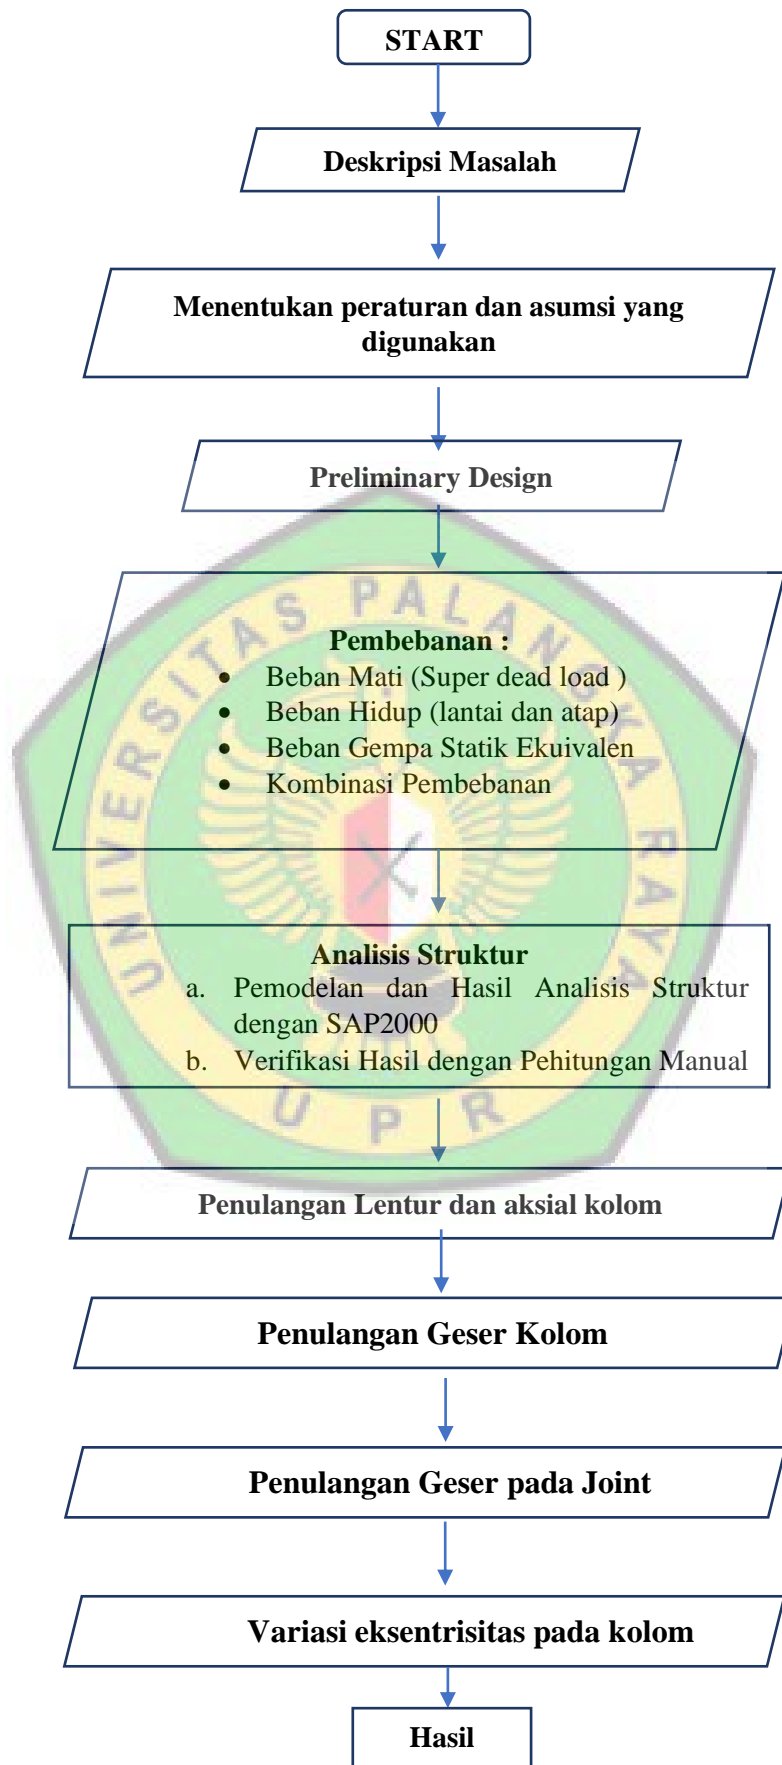 START
Deskripsi Masalah
Menentukan peraturan dan asumsi yang
digunakan
Preliminary Design
UNIVERSITAS PALANGKA RAYA
Pembebanan :
• Beban Mati (Super dead load )
• Beban Hidup (lantai dan atap)
• Beban Gempa Statik Ekuivalen
• Kombinasi Pembebanan
Analisis Struktur
a. Pemodelan dan Hasil Analisis Struktur
dengan SAP2000
b. Verifikasi Hasil dengan Pehitungan Manual
UPR
Penulangan Lentur dan aksial kolom
Penulangan Geser Kolom
Penulangan Geser pada Joint
Variasi eksentrisitas pada kolom
Hasil